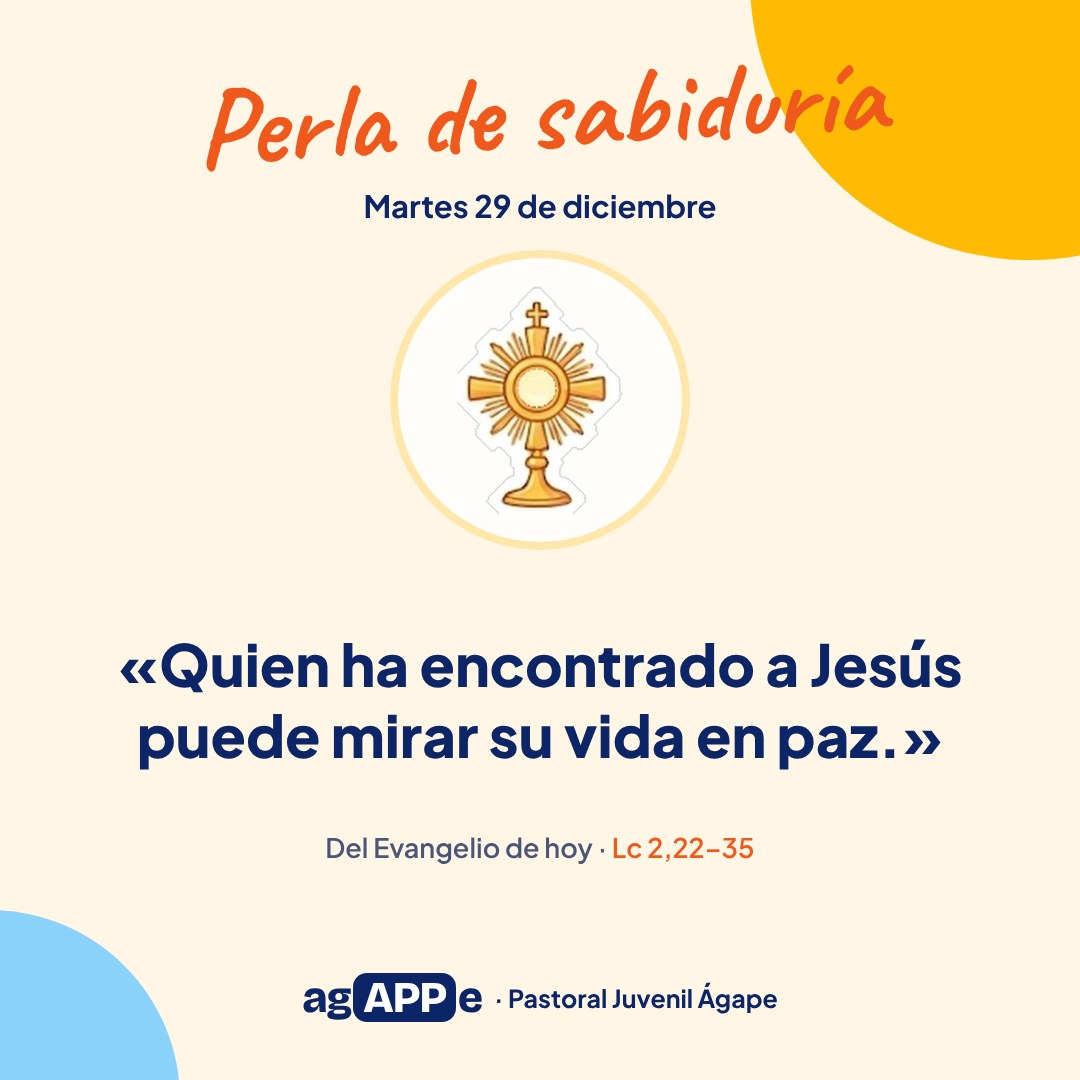 Perla de sabiduría
Martes 29 de diciembre
«Quien ha encontrado a Jesús
puede mirar su vida en paz.»
Del Evangelio de hoy · Lc 2,22–35
agAPPe · Pastoral Juvenil Ágape